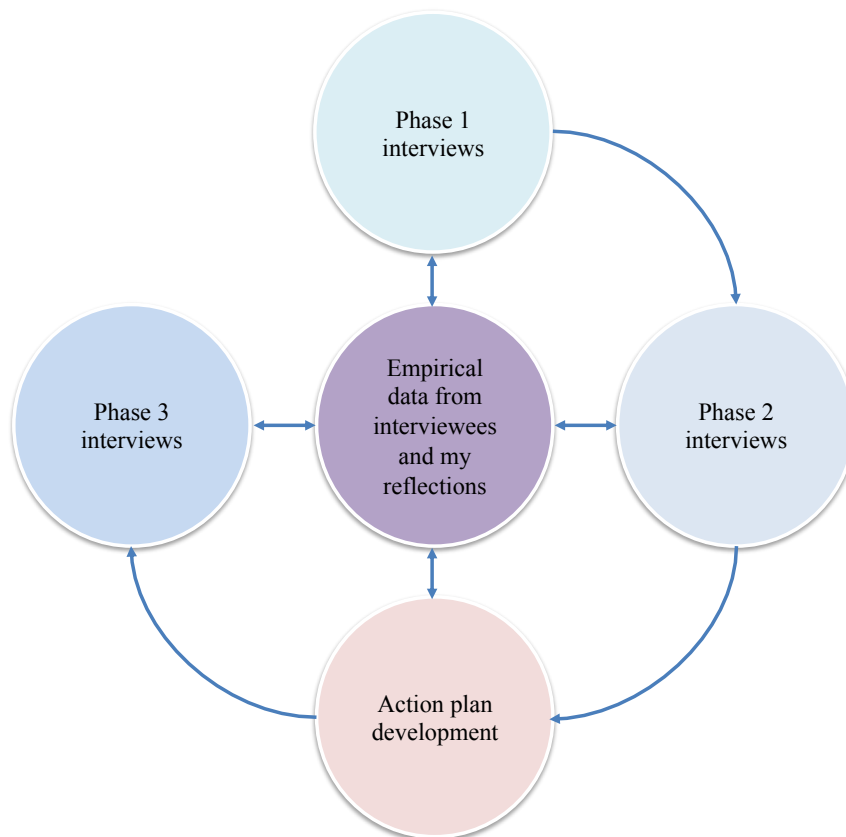 Phase 1
interviews
Empirical
data from
interviewees
and my
reflections
Phase 3
interviews
Phase 2
interviews
Action plan
development